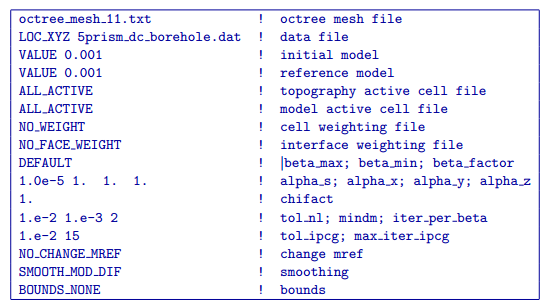 octree_mesh_11.txt ! octree mesh file
LOC_XYZ 5prism_dc_borehole.dat ! data file
VALUE 0.001 ! initial model
VALUE 0.001 ! reference model
ALL_ACTIVE ! topography active cell file
ALL_ACTIVE ! model active cell file
NO_WEIGHT ! cell weighting file
NO_FACE_WEIGHT ! interface weighting file
DEFAULT ! |beta_max; beta_min; beta_factor
1.0e-5 1. 1. 1. ! alpha_s; alpha_x; alpha_y; alpha_z
1. ! chifact
1.e-2 1.e-3 2 ! tol_nl; mindm; iter_per_beta
1.e-2 15 ! tol_ipcg; max_iter_ipcg
NO_CHANGE_MREF ! change mref
SMOOTH_MOD_DIF ! smoothing
BOUNDS_NONE ! bounds